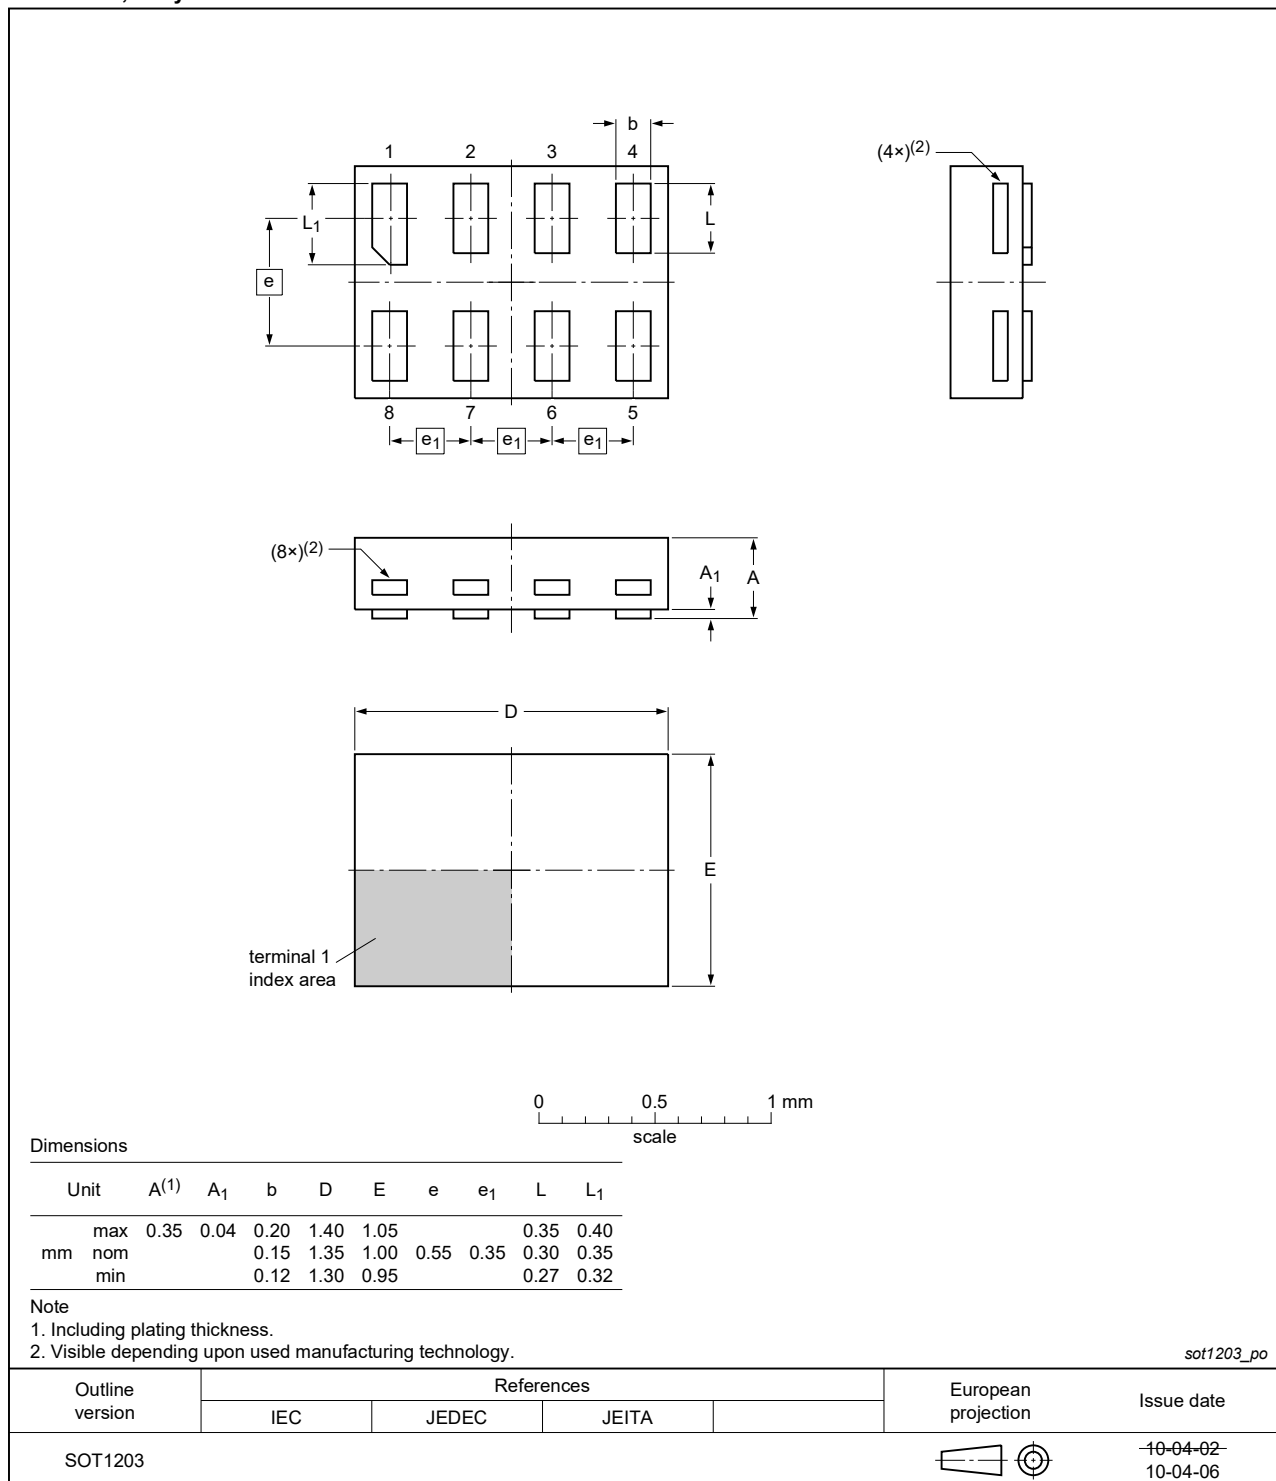 b
1 2 3 4
(4×)(2)
L1
L
e
8 7 6 5
e1 e1 e1
(8×)(2)
A1 A
D
E
terminal 1
index area
0 0.5 1 mm
scale
Dimensions
Unit A(1) A1 b D E e e1 L L1
max 0.35 0.04 0.20 1.40 1.05 0.35 0.40
mm nom 0.15 1.35 1.00 0.55 0.35 0.30 0.35
min 0.12 1.30 0.95 0.27 0.32
Note
1. Including plating thickness.
2. Visible depending upon used manufacturing technology.
sot1203_po
Outline version References European projection Issue date
IEC JEDEC JEITA
SOT1203 10-04-02
10-04-06